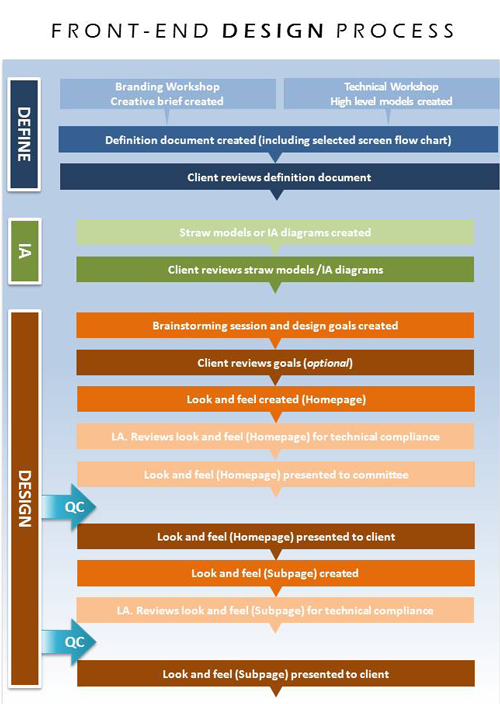 FRONT-END DESIGN PROCESS
DEFINE
Branding Workshop
Creative brief created
Technical Workshop
High level models created
Definition document created (including selected screen flow chart)
Client reviews definition document
IA
Straw models or IA diagrams created
Client reviews straw models /IA diagrams
DESIGN
Brainstorming session and design goals created
Client reviews goals (optional)
Look and feel created (Homepage)
LA. Reviews look and feel (Homepage) for technical compliance
Look and feel (Homepage) presented to committee
QC
Look and feel (Homepage) presented to client
Look and feel (Subpage) created
LA. Reviews look and feel (Subpage) for technical compliance
QC
Look and feel (Subpage) presented to client